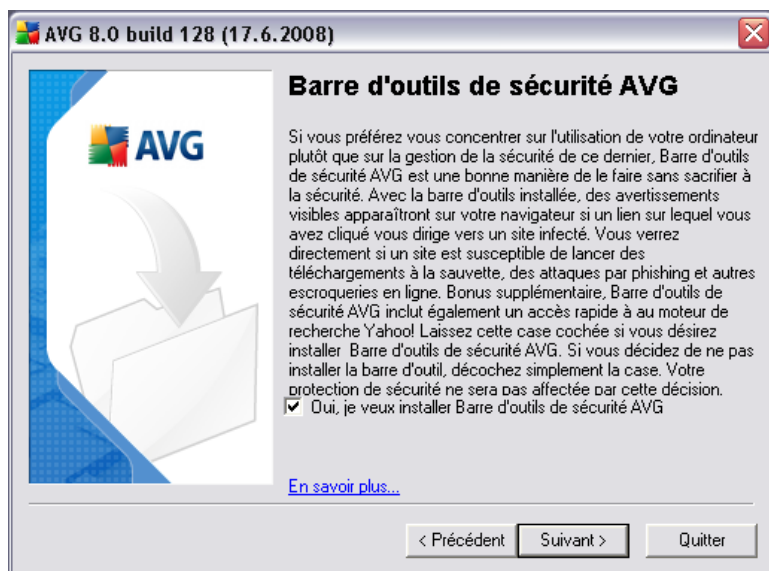 AVG 8.0 build 128 (17.6.2008)
AVG
Barre d'outils de sécurité AVG
Si vous préférez vous concentrer sur l'utilisation de votre ordinateur
plutôt que sur la gestion de la sécurité de ce dernier, Barre d'outils
de sécurité AVG est une bonne manière de le faire sans sacrifier à
la sécurité. Avec la barre d'outils installée, des avertissements
visibles apparaîtront sur votre navigateur si un lien sur lequel vous
avez cliqué vous dirige vers un site infecté. Vous verrez
directement si un site est susceptible de lancer des
téléchargements à la sauvette, des attaques par phishing et autres
escroqueries en ligne. Bonus supplémentaire, Barre d'outils de
sécurité AVG inclut également un accès rapide à au moteur de
recherche Yahoo! Laissez cette case cochée si vous désirez
installer Barre d'outils de sécurité AVG. Si vous décidez de ne pas
installer la barre d'outil, décochez simplement la case. Votre
protection de sécurité ne sera pas affectée par cette décision.
Oui, je veux installer Barre d'outils de sécurité AVG
En savoir plus...
< Précédent
Suivant >
Quitter